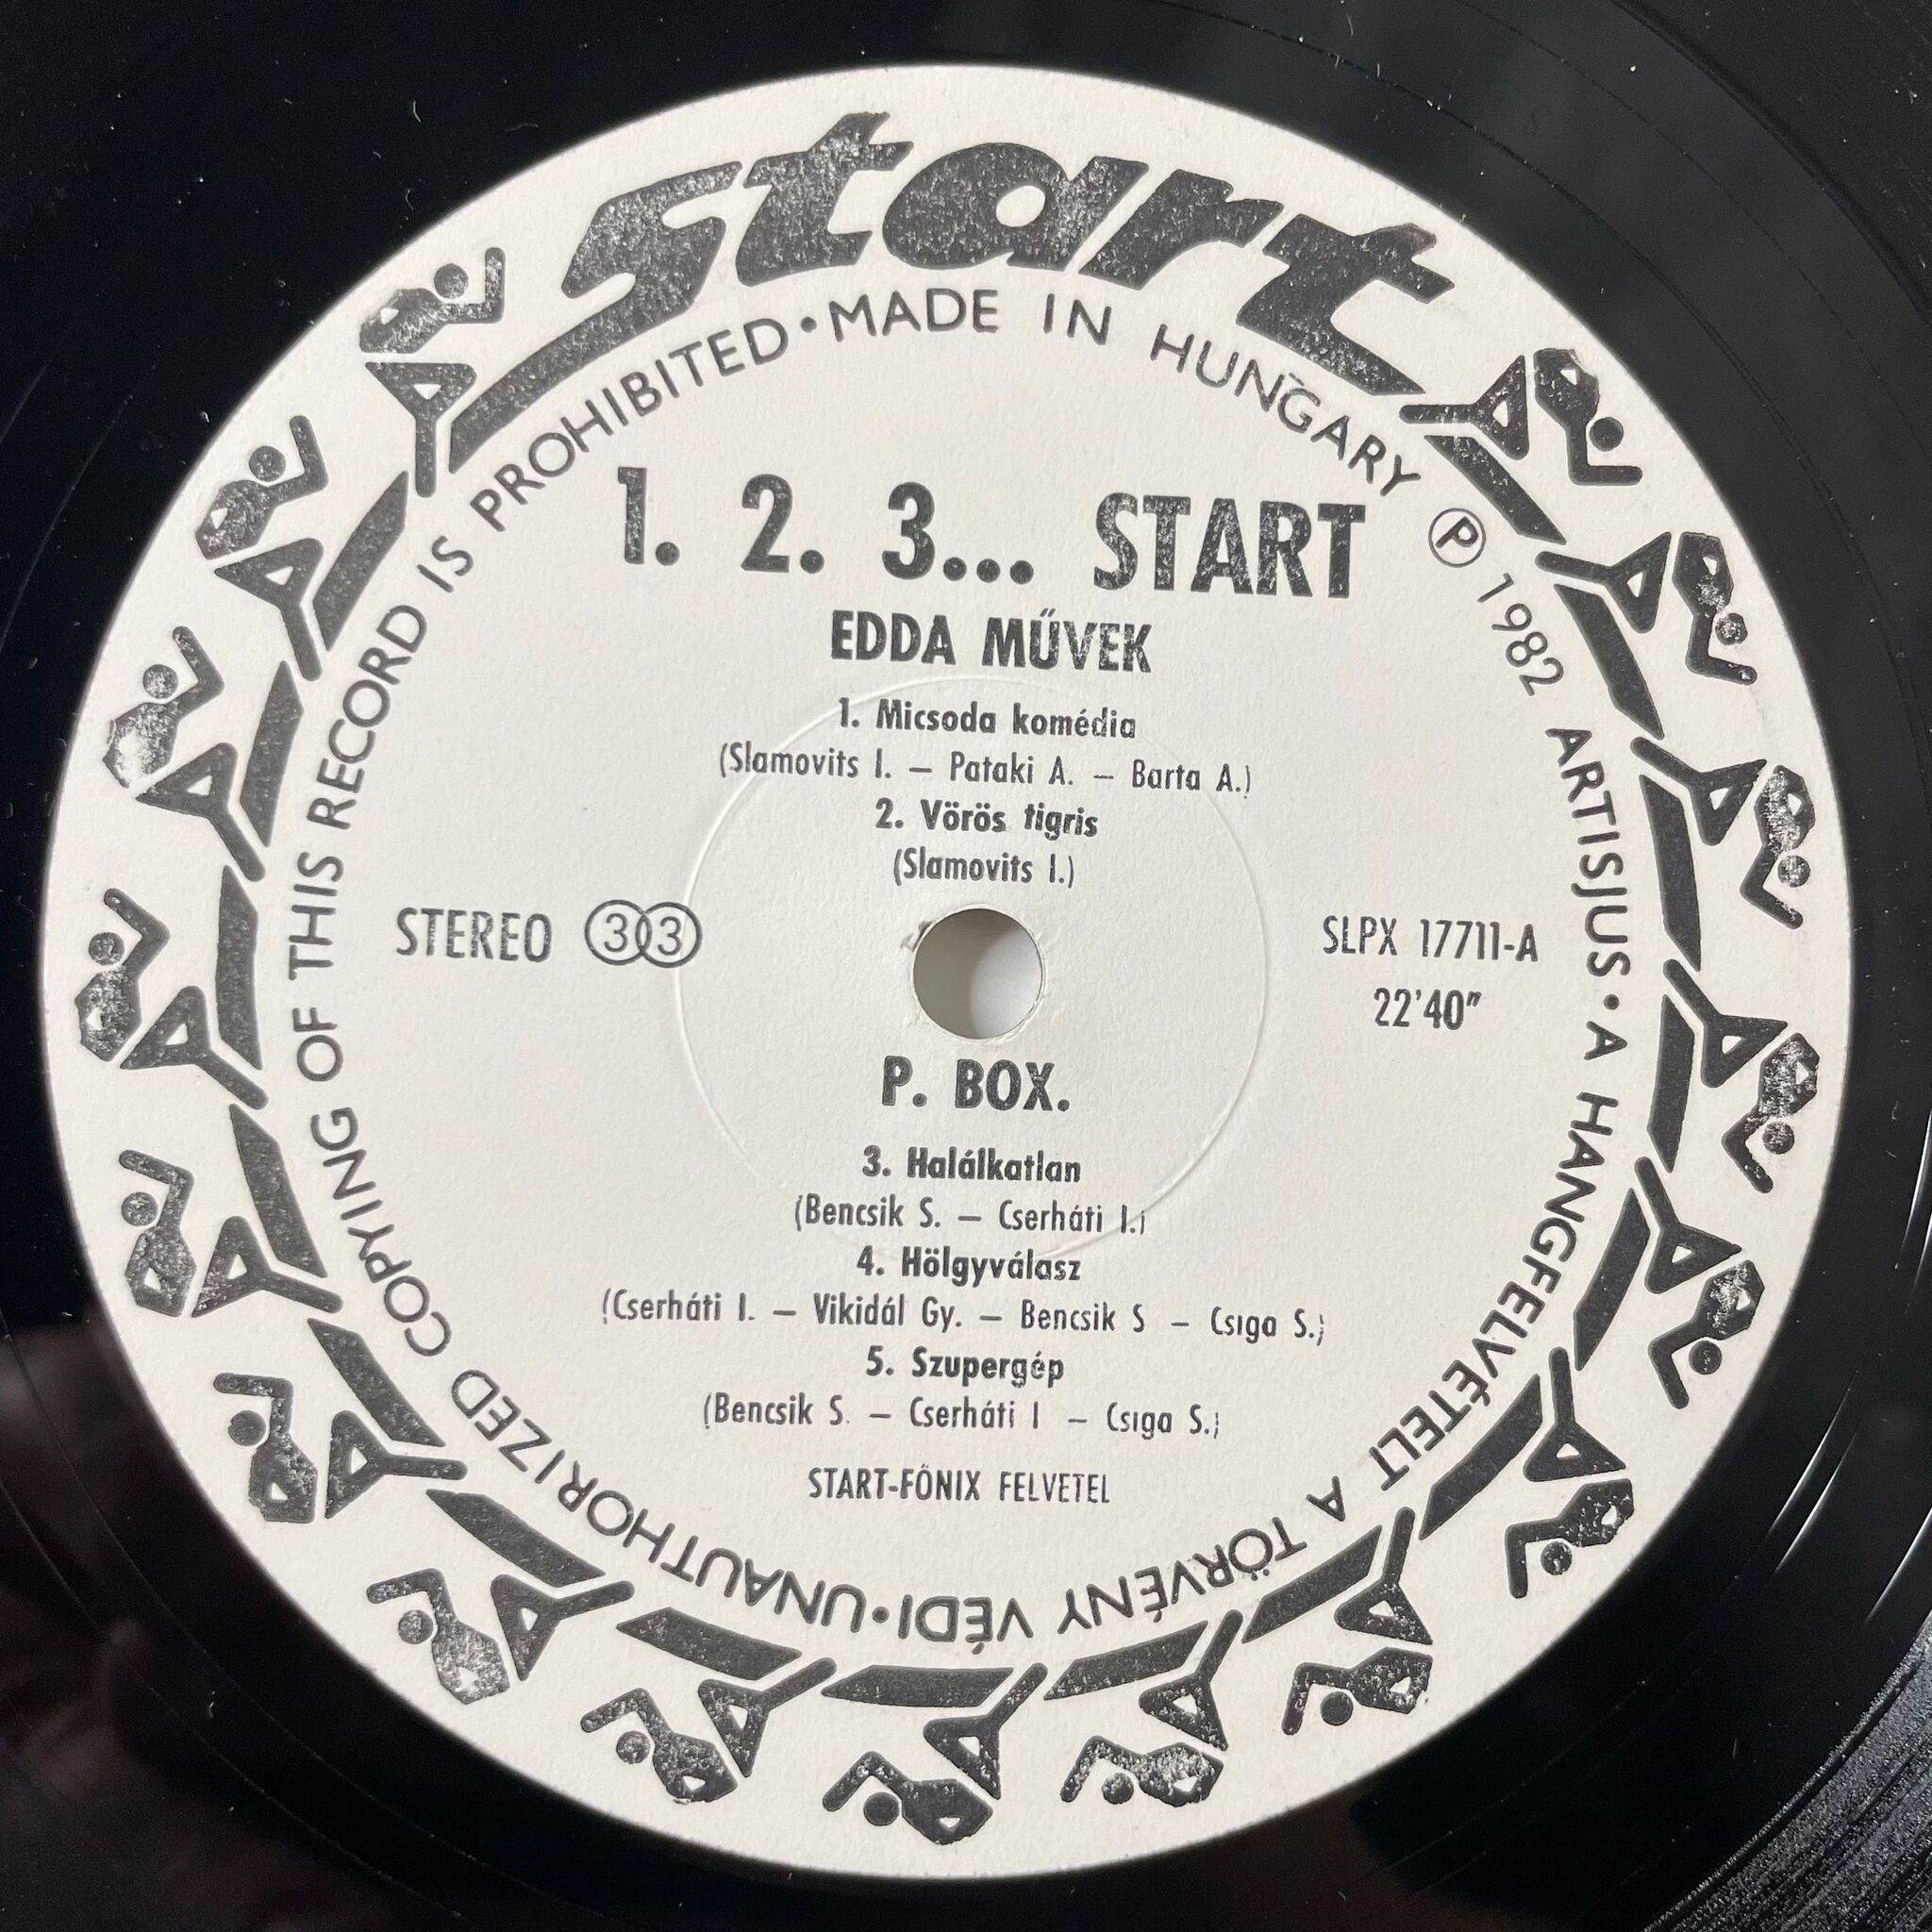 start
MADE IN HUNGARY Ⓟ 1982 ARTISJUS • A HANGFELVÉTELT A TÖRVÉNY VÉDI • UNAUTHORIZED COPYING OF THIS RECORD IS PROHIBITED •
1. 2. 3... START
EDDA MŰVEK
1. Micsoda komédia
(Slamovits I. – Pataki A. – Barta A.)
2. Vörös tigris
(Slamovits I.)
STEREO 33
SLPX 17711-A
22'40"
P. BOX.
3. Halálkatlan
(Bencsik S. – Cserháti I.)
4. Hölgyválasz
(Cserháti I. – Vikidál Gy. – Bencsik S – Csiga S.)
5. Szupergép
(Bencsik S. – Cserháti I – Csiga S.)
START-FŐNIX FELVETEL